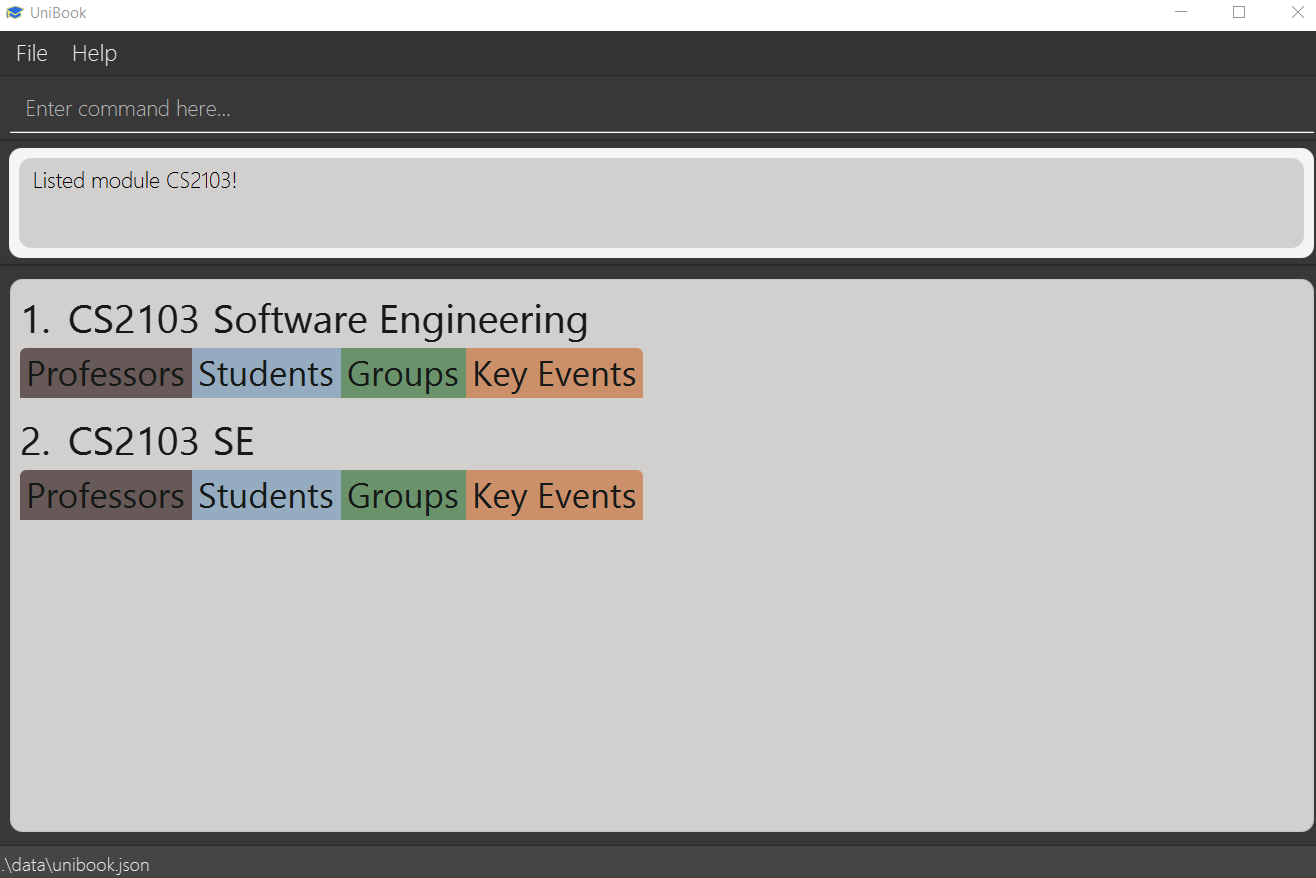 UniBook
File Help
Enter command here...
Listed module CS2103!
1. CS2103 Software Engineering
Professors Students Groups Key Events
2. CS2103 SE
Professors Students Groups Key Events
.\data\unibook.json